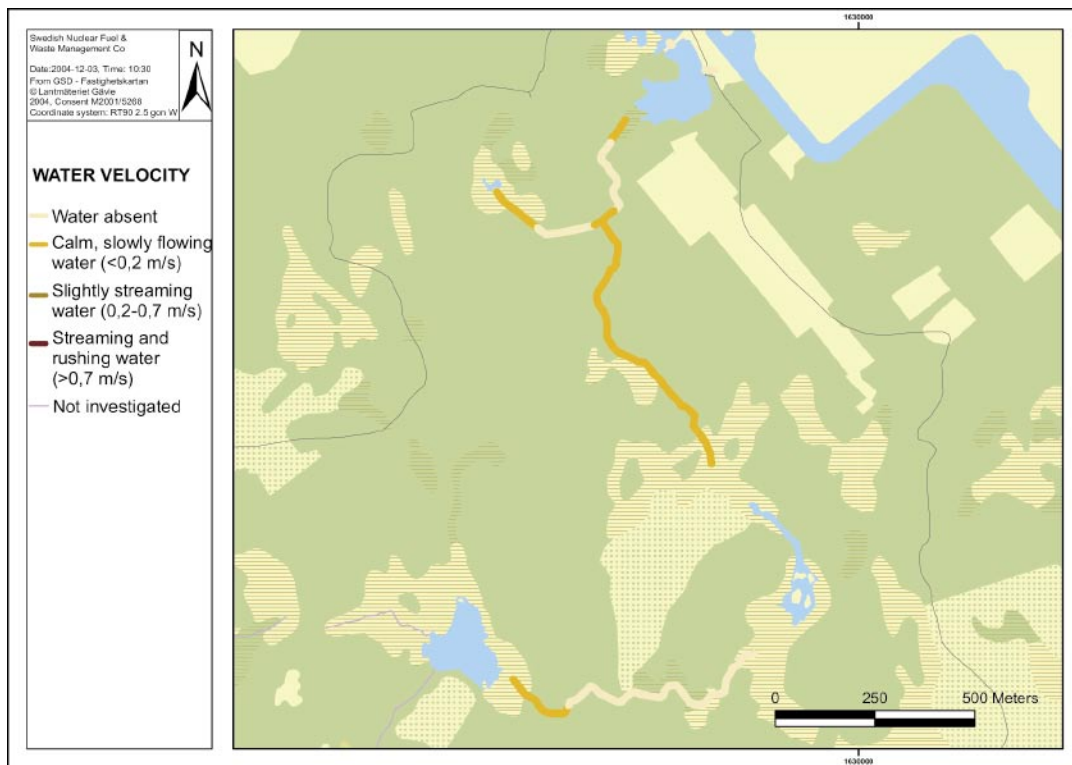 1630000
Swedish Nuclear Fuel &
Waste Management Co
Date:2004-12-03, Time: 10:30
From GSD - Fastighetskartan
© Lantmäteriet Gävle
2004, Consent M2001/5268
Coordinate system: RT90 2.5 gon W
N
WATER VELOCITY
Water absent
Calm, slowly flowing
water (<0,2 m/s)
Slightly streaming
water (0,2-0,7 m/s)
Streaming and
rushing water
(>0,7 m/s)
Not investigated
0 250 500 Meters
1630000